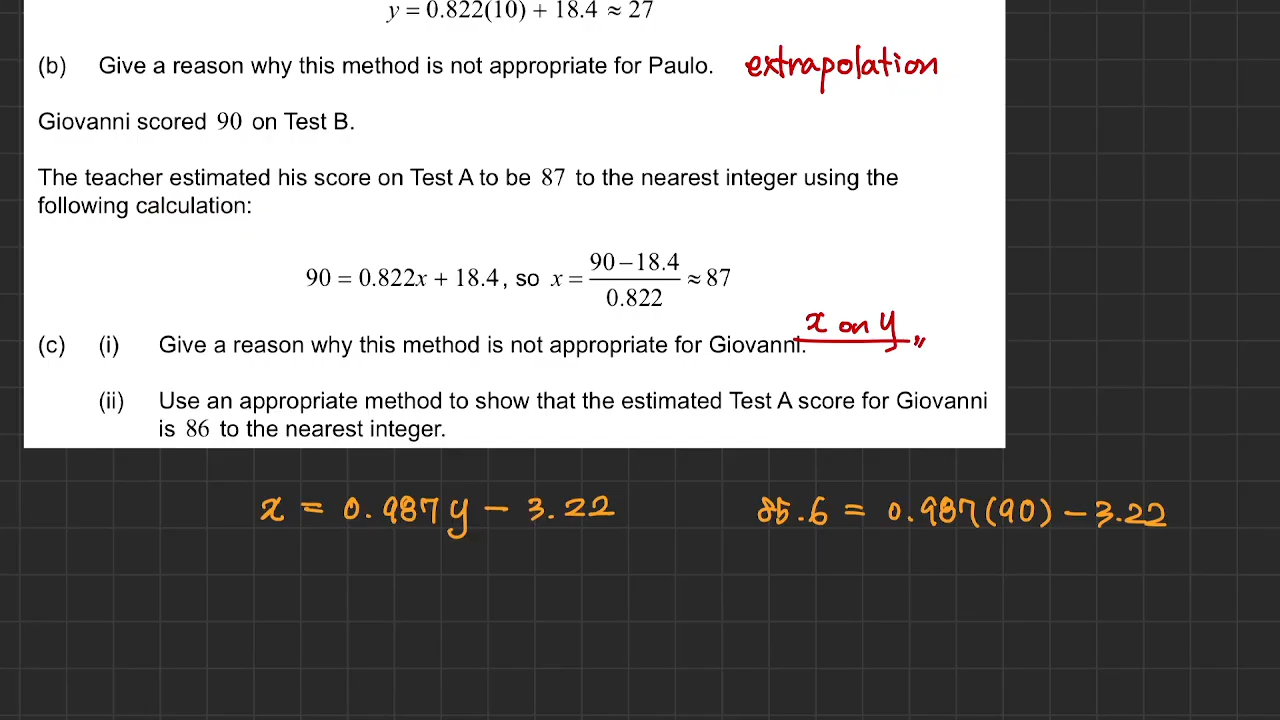 y = 0.822(10) + 18.4 ≈ 27
(b) Give a reason why this method is not appropriate for Paulo. extrapolation
Giovanni scored 90 on Test B.
The teacher estimated his score on Test A to be 87 to the nearest integer using the
following calculation:
90 = 0.822x + 18.4, so x = (90 − 18.4)/0.822 ≈ 87
x on y
(c) (i) Give a reason why this method is not appropriate for Giovanni.
(ii) Use an appropriate method to show that the estimated Test A score for Giovanni
is 86 to the nearest integer.
x = 0.987y − 3.22 85.6 = 0.987(90) − 3.22